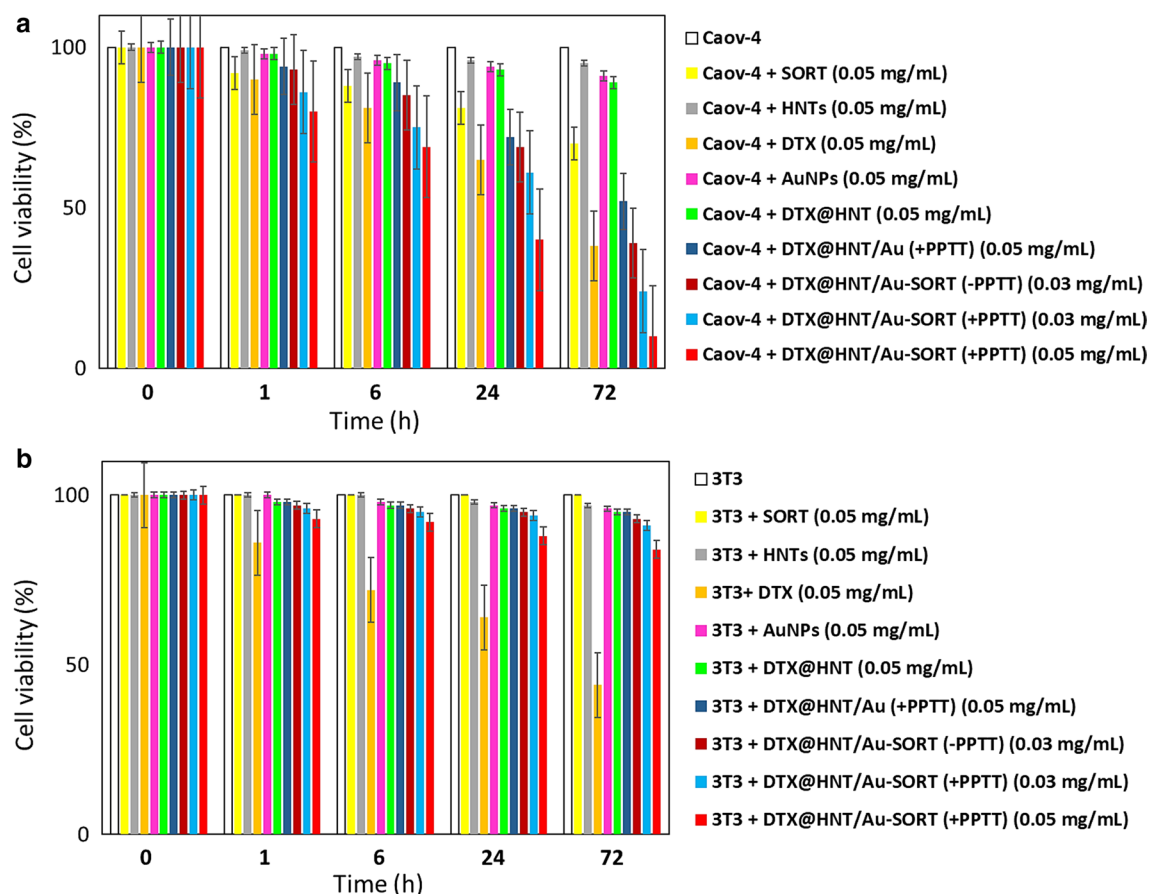 a
100
50
0
Cell viability (%)
0 1 6 24 72
Time (h)
Caov-4
Caov-4 + SORT (0.05 mg/mL)
Caov-4 + HNTs (0.05 mg/mL)
Caov-4 + DTX (0.05 mg/mL)
Caov-4 + AuNPs (0.05 mg/mL)
Caov-4 + DTX@HNT (0.05 mg/mL)
Caov-4 + DTX@HNT/Au (+PPTT) (0.05 mg/mL)
Caov-4 + DTX@HNT/Au-SORT (-PPTT) (0.03 mg/mL)
Caov-4 + DTX@HNT/Au-SORT (+PPTT) (0.03 mg/mL)
Caov-4 + DTX@HNT/Au-SORT (+PPTT) (0.05 mg/mL)
b
100
50
0
Cell viability (%)
0 1 6 24 72
Time (h)
3T3
3T3 + SORT (0.05 mg/mL)
3T3 + HNTs (0.05 mg/mL)
3T3+ DTX (0.05 mg/mL)
3T3 + AuNPs (0.05 mg/mL)
3T3 + DTX@HNT (0.05 mg/mL)
3T3 + DTX@HNT/Au (+PPTT) (0.05 mg/mL)
3T3 + DTX@HNT/Au-SORT (-PPTT) (0.03 mg/mL)
3T3 + DTX@HNT/Au-SORT (+PPTT) (0.03 mg/mL)
3T3 + DTX@HNT/Au-SORT (+PPTT) (0.05 mg/mL)